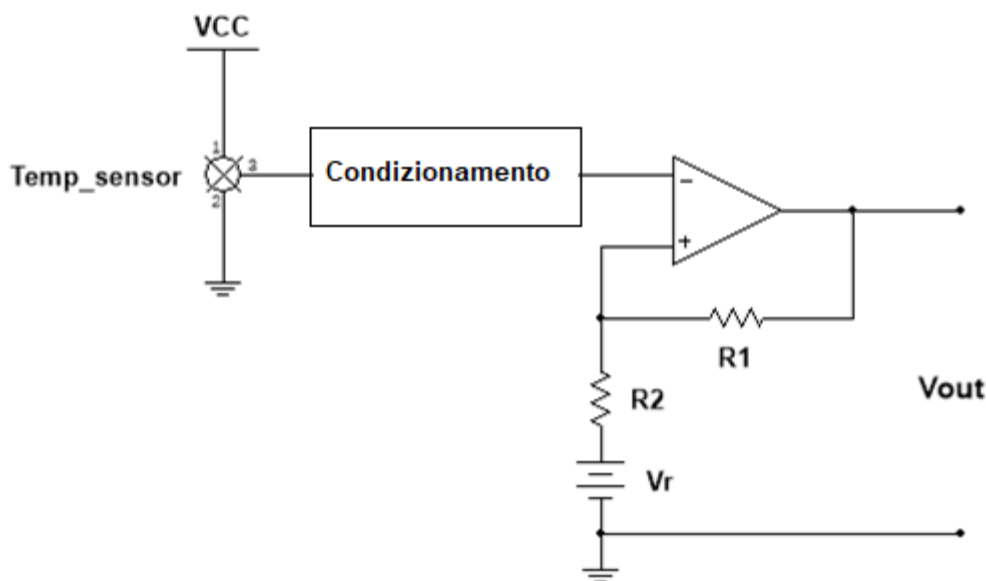 VCC
1
Temp_sensor
3
2
Condizionamento
−
+
R1
R2
Vout
Vr